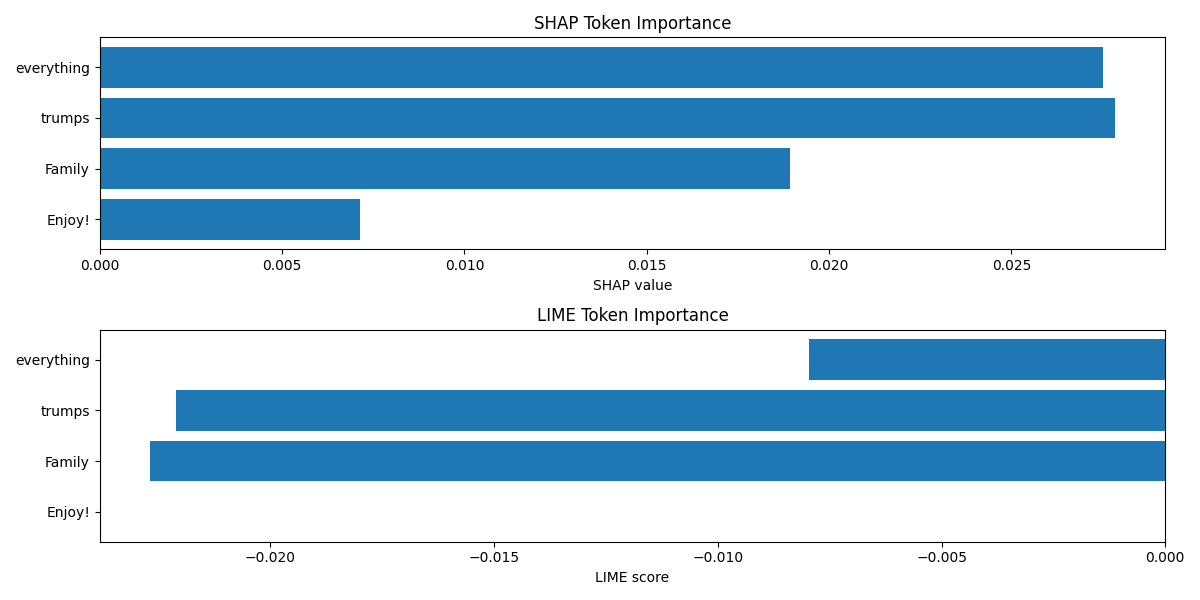 SHAP Token Importance
everything
trumps
Family
Enjoy!
0.000 0.005 0.010 0.015 0.020 0.025
SHAP value
LIME Token Importance
everything
trumps
Family
Enjoy!
−0.020 −0.015 −0.010 −0.005 0.000
LIME score